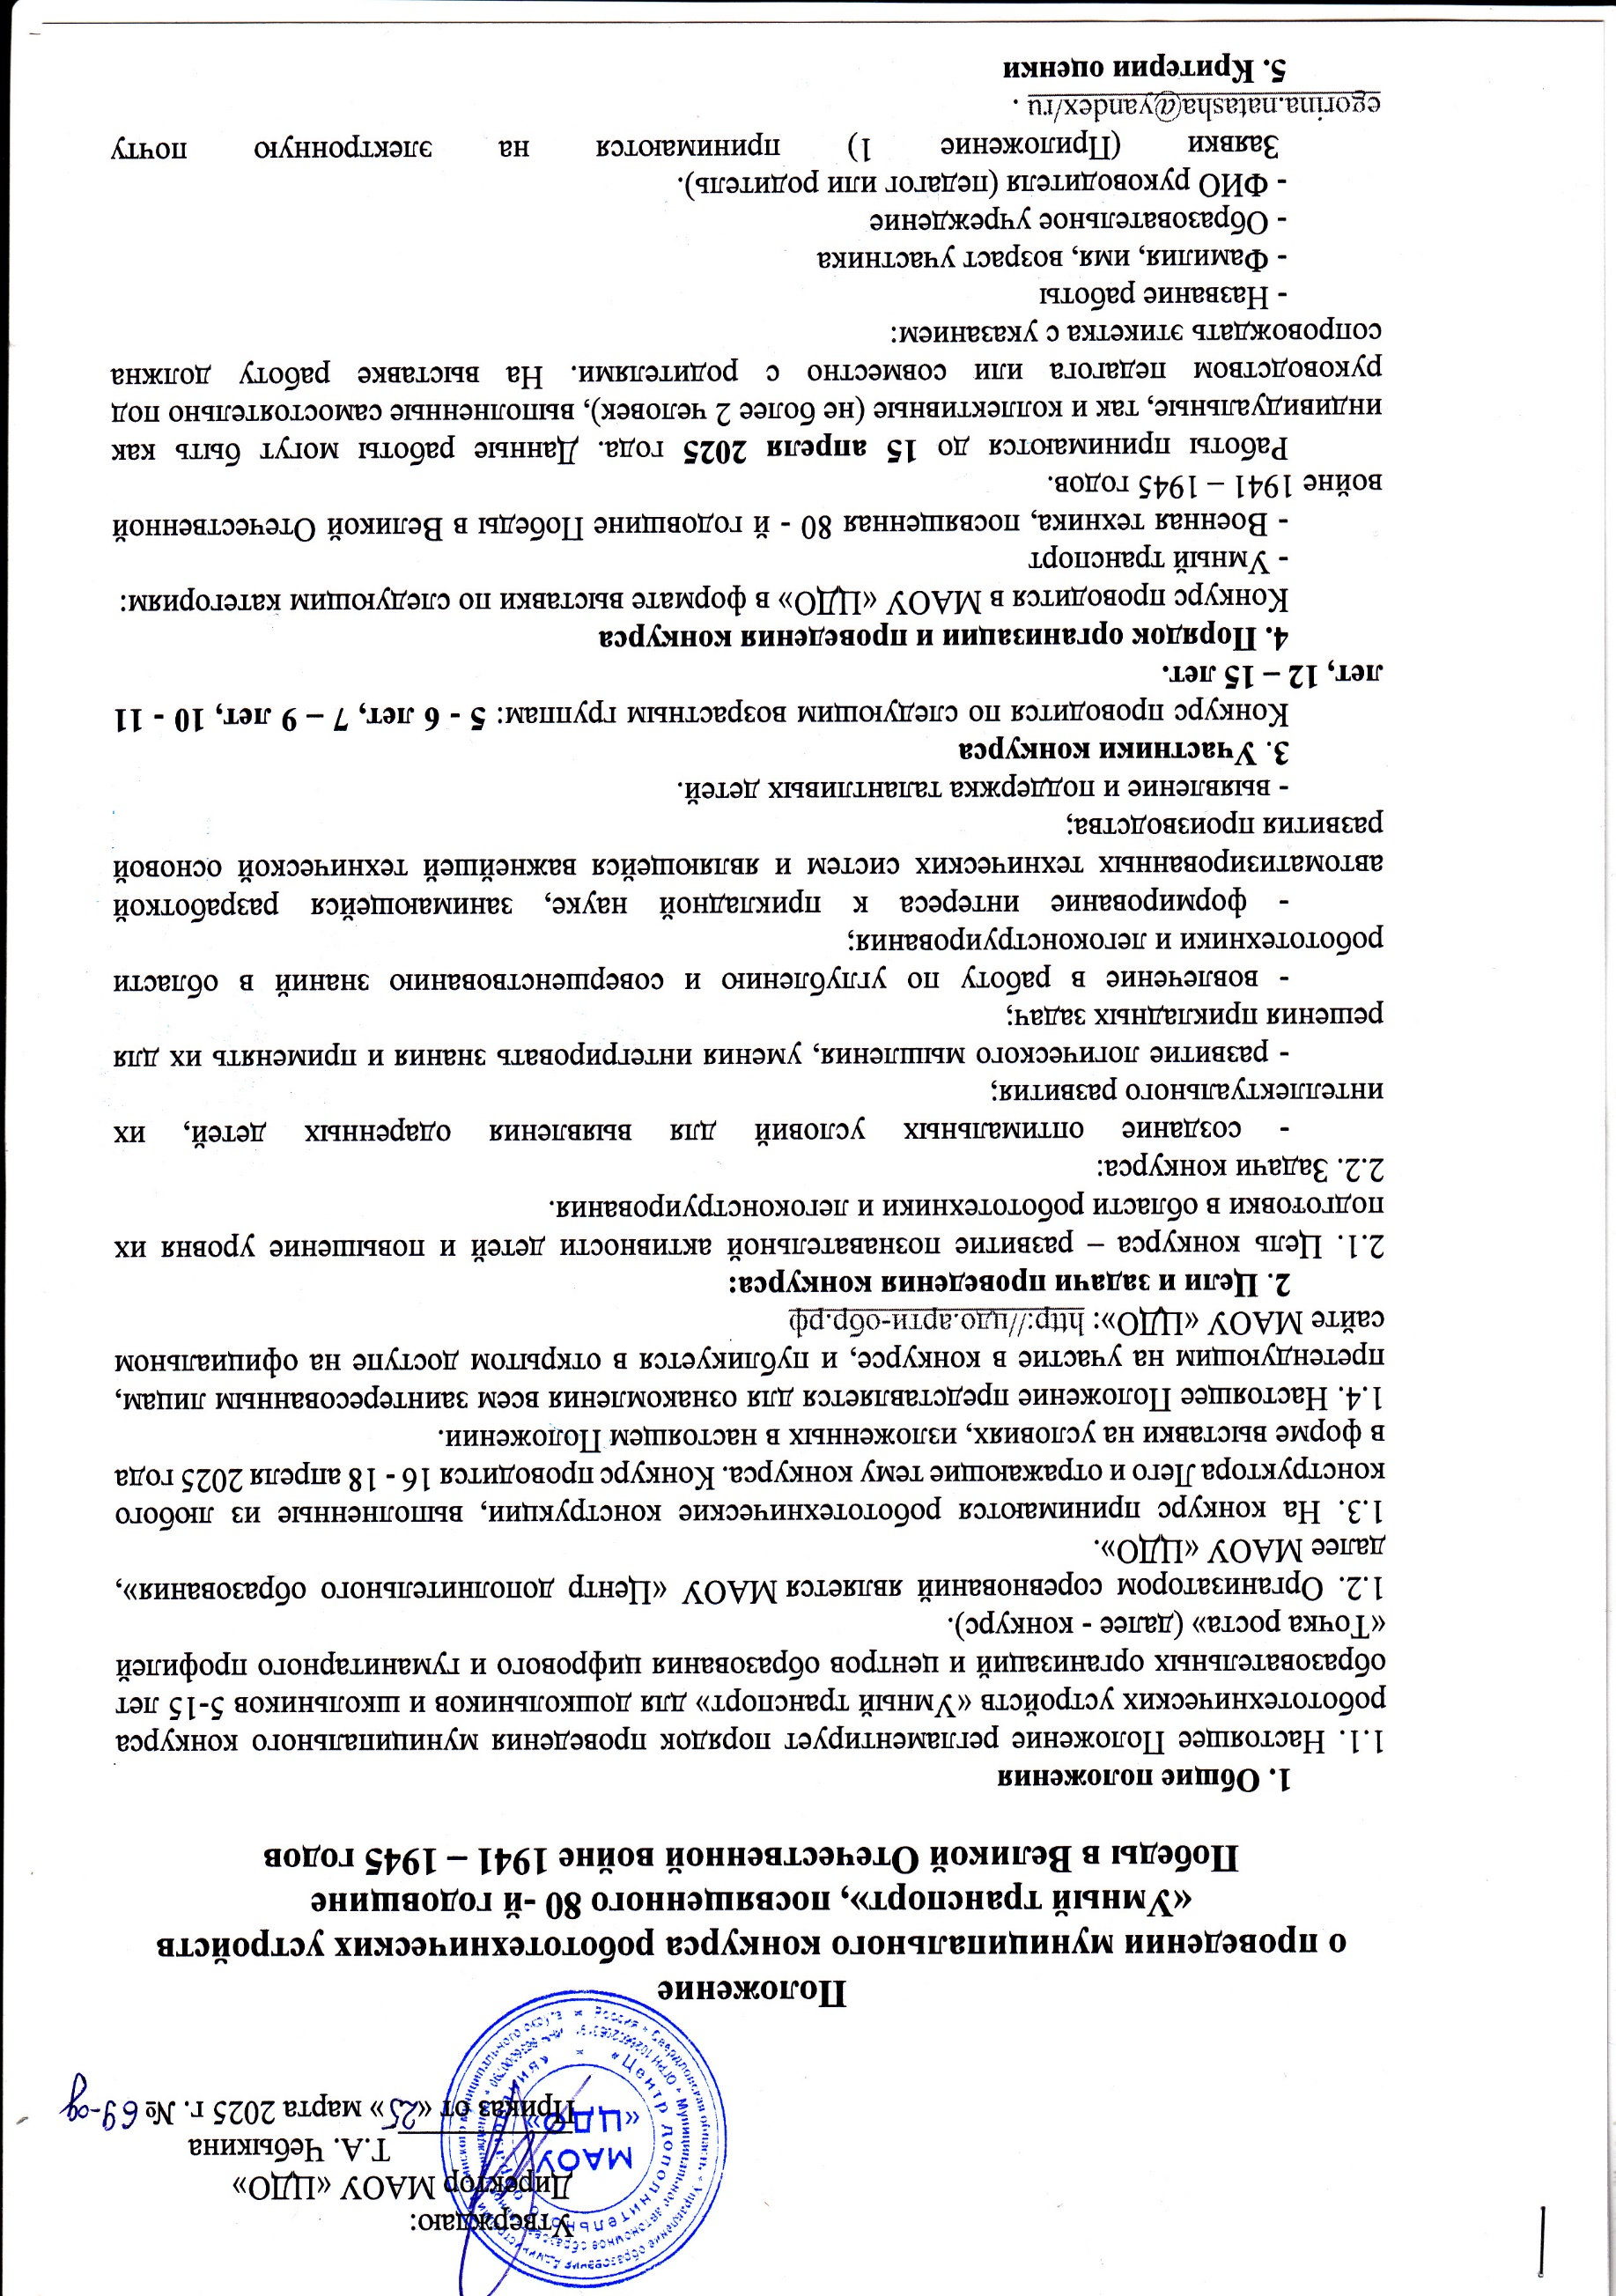 Утверждаю:
Директор МАОУ «ЦДО»
Т.А. Чебыкина
Приказ от «25» марта 2025 г. № 69-од
МАОУ
«ЦДО»
Положение
о проведении муниципального конкурса робототехнических устройств
«Умный транспорт», посвященного 80 -й годовщине
Победы в Великой Отечественной войне 1941 – 1945 годов
1. Общие положения
1.1. Настоящее Положение регламентирует порядок проведения муниципального конкурса
робототехнических устройств «Умный транспорт» для дошкольников и школьников 5-15 лет
образовательных организаций и центров образования цифрового и гуманитарного профилей
«Точка роста» (далее - конкурс).
1.2. Организатором соревнований является МАОУ «Центр дополнительного образования»,
далее МАОУ «ЦДО».
1.3. На конкурс принимаются робототехнические конструкции, выполненные из любого
конструктора Лего и отражающие тему конкурса. Конкурс проводится 16 - 18 апреля 2025 года
в форме выставки на условиях, изложенных в настоящем Положении.
1.4. Настоящее Положение представляется для ознакомления всем заинтересованным лицам,
претендующим на участие в конкурсе, и публикуется в открытом доступе на официальном
сайте МАОУ «ЦДО»: http://цдо.арти-обр.рф
2. Цели и задачи проведения конкурса:
2.1. Цель конкурса – развитие познавательной активности детей и повышение уровня их
подготовки в области робототехники и легоконструирования.
2.2. Задачи конкурса:
- создание оптимальных условий для выявления одаренных детей, их
интеллектуального развития;
- развитие логического мышления, умения интегрировать знания и применять их для
решения прикладных задач;
- вовлечение в работу по углублению и совершенствованию знаний в области
робототехники и легоконструирования;
- формирование интереса к прикладной науке, занимающейся разработкой
автоматизированных технических систем и являющейся важнейшей технической основой
развития производства;
- выявление и поддержка талантливых детей.
3. Участники конкурса
Конкурс проводится по следующим возрастным группам: 5 - 6 лет, 7 – 9 лет, 10 - 11
лет, 12 – 15 лет.
4. Порядок организации и проведения конкурса
Конкурс проводится в МАОУ «ЦДО» в формате выставки по следующим категориям:
- Умный транспорт
- Военная техника, посвященная 80 - й годовщине Победы в Великой Отечественной
войне 1941 – 1945 годов.
Работы принимаются до 15 апреля 2025 года. Данные работы могут быть как
индивидуальные, так и коллективные (не более 2 человек), выполненные самостоятельно под
руководством педагога или совместно с родителями. На выставке работу должна
сопровождать этикетка с указанием:
- Название работы
- Фамилия, имя, возраст участника
- Образовательное учреждение
- ФИО руководителя (педагог или родитель).
Заявки (Приложение 1) принимаются на электронную почту
egorina.natasha@yandex/ru .
5. Критерии оценки